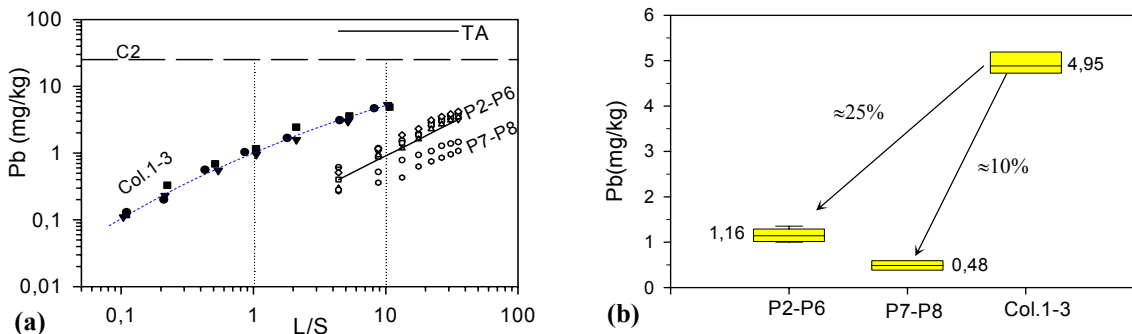 100
10
1
0,1
0,01
Pb (mg/kg)
C2
TA
Col.1-3
P2-P6
P7-P8
0,1
1
10
100
L/S
(a)
6
5
4
3
2
1
0
Pb(mg/kg)
4,95
≈25%
≈10%
1,16
0,48
P2-P6
P7-P8
Col.1-3
(b)